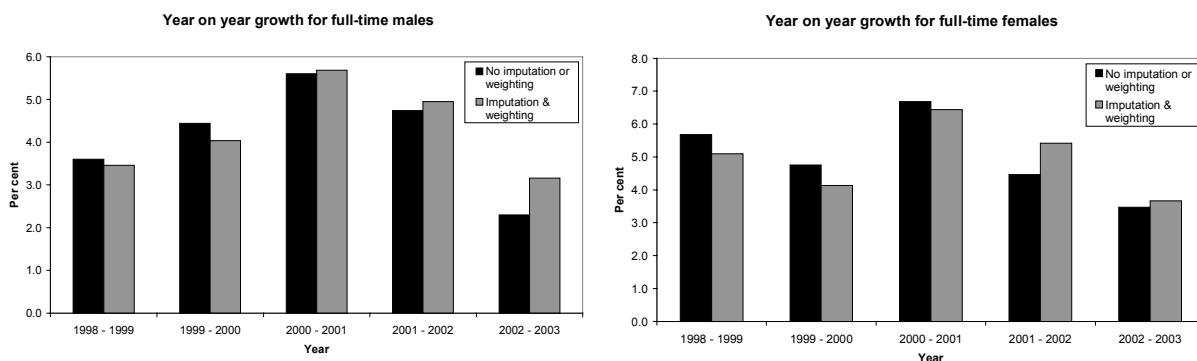 Year on year growth for full-time males
6.0
5.0
4.0
3.0
2.0
1.0
0.0
Per cent
No imputation or
weighting
Imputation &
weighting
1998 - 1999
1999 - 2000
2000 - 2001
2001 - 2002
2002 - 2003
Year
Year on year growth for full-time females
8.0
7.0
6.0
5.0
4.0
3.0
2.0
1.0
0.0
Per cent
No imputation or
weighting
Imputation &
weighting
1998 - 1999
1999 - 2000
2000 - 2001
2001 - 2002
2002 - 2003
Year